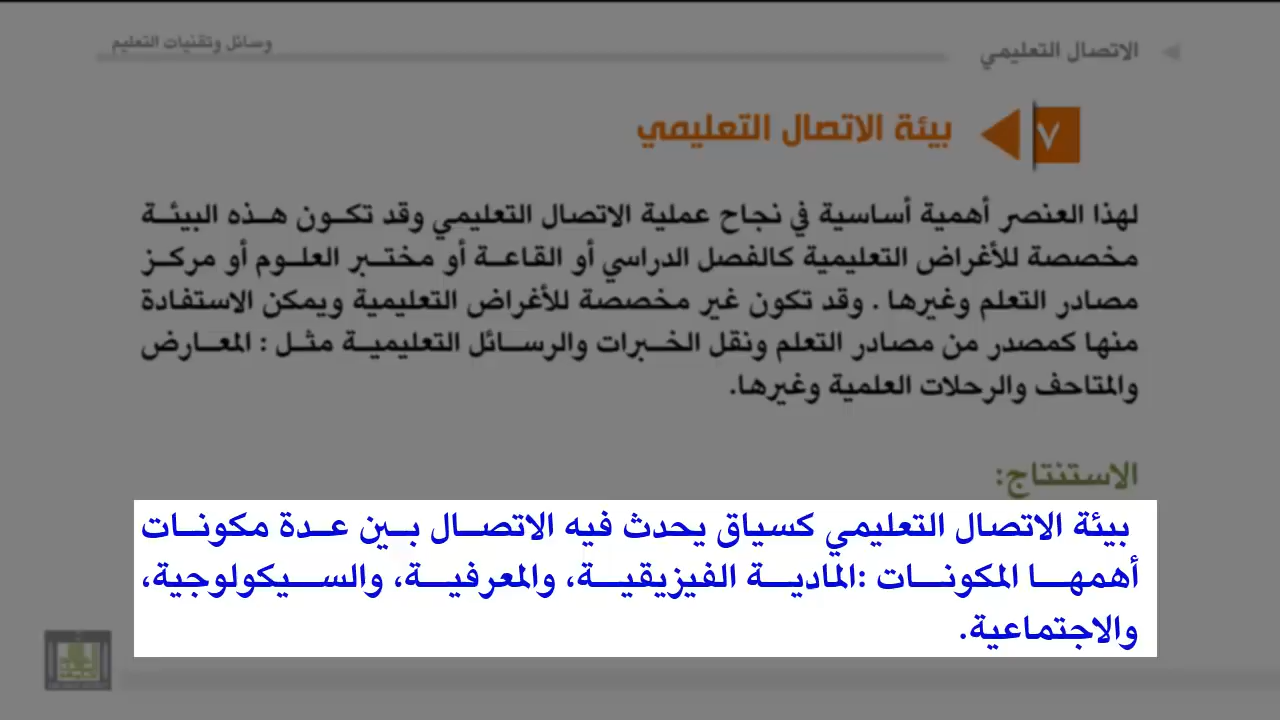 الاتصال التعليمي
وسائل وتقنيات التعليم
٧
بيئة الاتصال التعليمي
لهذا العنصر أهمية أساسية في نجاح عملية الاتصال التعليمي وقد تكون هذه البيئة
مخصصة للأغراض التعليمية كالفصل الدراسي أو القاعة أو مختبر العلوم أو مركز
مصادر التعلم وغيرها . وقد تكون غير مخصصة للأغراض التعليمية ويمكن الاستفادة
منها كمصدر من مصادر التعلم ونقل الخبرات والرسائل التعليمية مثل : المعارض
والمتاحف والرحلات العلمية وغيرها.
الاستنتاج:
بيئة الاتصال التعليمي كسياق يحدث فيه الاتصال بين عدة مكونات
أهمها المكونات :المادية الفيزيقية، والمعرفية، والسيكولوجية،
والاجتماعية.